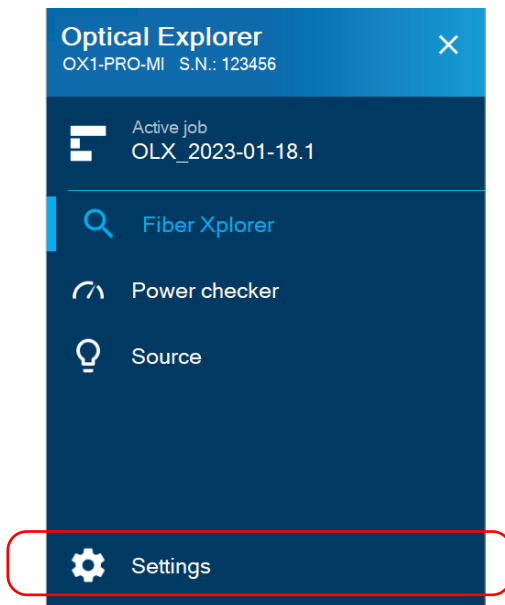 Optical Explorer
OX1-PRO-MI S.N.: 123456
Active job
OLX_2023-01-18.1
Fiber Xplorer
Power checker
Source
Settings